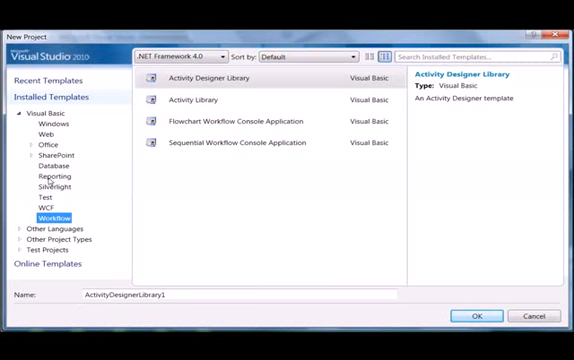 New Project
Microsoft
Visual Studio 2010
.NET Framework 4.0
Sort by: Default
Search Installed Templates...
Recent Templates
Installed Templates
Visual Basic
Windows
Web
Office
SharePoint
Database
Reporting
Silverlight
Test
WCF
Workflow
Other Languages
Other Project Types
Test Projects
Online Templates
Activity Designer Library Visual Basic
Activity Library Visual Basic
Flowchart Workflow Console Application Visual Basic
Sequential Workflow Console Application Visual Basic
Activity Designer Library
Type: Visual Basic
An Activity Designer template
Name: ActivityDesignerLibrary1
OK
Cancel